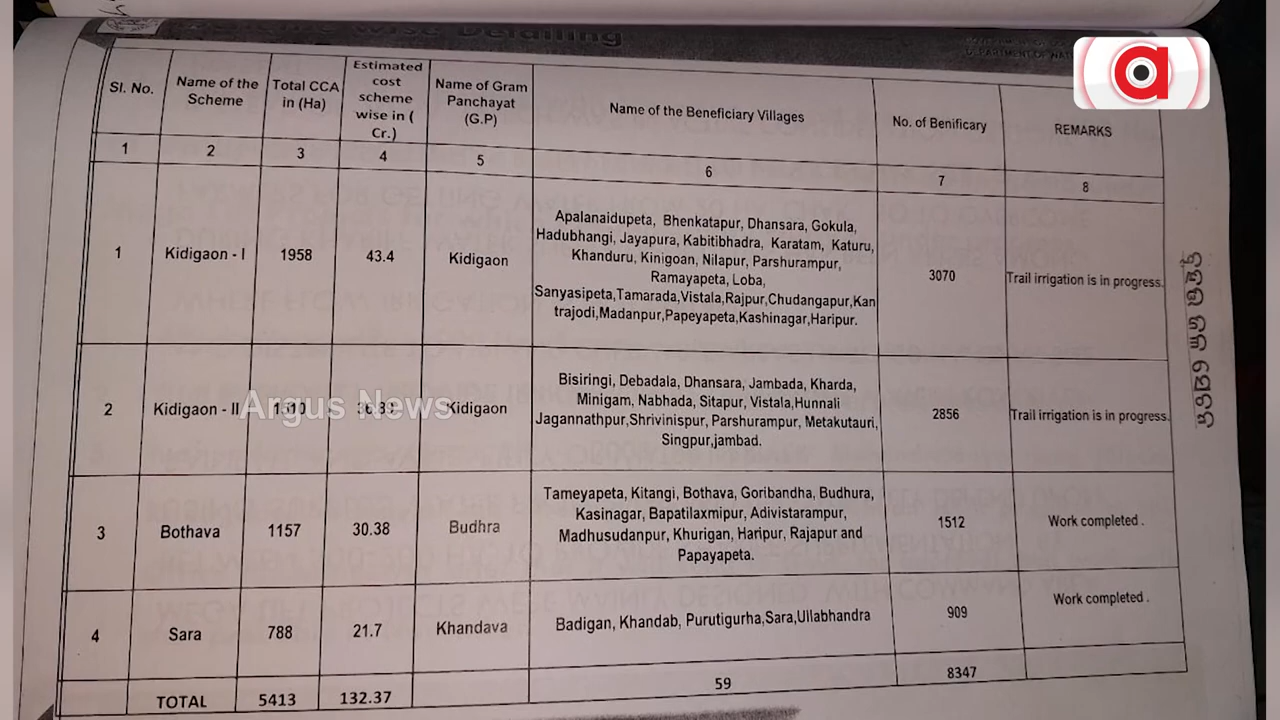 wise Detailing
DEPARTMENT OF
a
Sl. No. Name of the Scheme Total CCA in (Ha) Estimated cost scheme wise in ( Cr.) Name of Gram Panchayat (G.P) Name of the Beneficiary Villages No. of Benificary REMARKS
1 2 3 4 5 6 7 8
1 Kidigaon - I 1958 43.4 Kidigaon
Apalanaidupeta, Bhenkatapur, Dhansara, Gokula,
Hadubhangi, Jayapura, Kabitibhadra, Karatam, Katuru,
Khanduru, Kinigoan, Nilapur, Parshurampur,
Ramayapeta, Loba,
Sanyasipeta,Tamarada,Vistala,Rajpur,Chudangapur,Kan
trajodi,Madanpur,Papeyapeta,Kashinagar,Haripur.
3070 Trail irrigation is in progress.
2 Kidigaon - II 1510 36.89 Kidigaon
Bisiringi, Debadala, Dhansara, Jambada, Kharda,
Minigam, Nabhada, Sitapur, Vistala,Hunnali
Jagannathpur,Shrivinispur, Parshurampur, Metakutauri,
Singpur,jambad.
2856 Trail irrigation is in progress.
Argus News
3 Bothava 1157 30.38 Budhra
Tameyapeta, Kitangi, Bothava, Goribandha, Budhura,
Kasinagar, Bapatilaxmipur, Adivistarampur,
Madhusudanpur, Khurigan, Haripur, Rajapur and
Papayapeta.
1512 Work completed .
4 Sara 788 21.7 Khandava Badigan, Khandab, Purutigurha,Sara,Ullabhandra 909 Work completed .
TOTAL 5413 132.37 59 8347